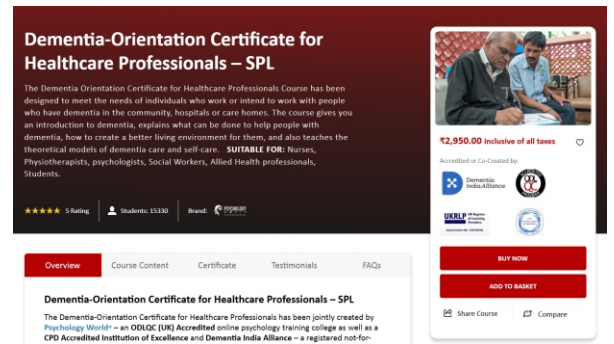 Dementia-Orientation Certificate for
Healthcare Professionals – SPL
The Dementia Orientation Certificate for Healthcare Professionals Course has been
designed to meet the needs of individuals who work or intend to work with people
who have dementia in the community, hospitals or care homes. The course gives you
an introduction to dementia, explains what can be done to help people with
dementia, how to create a better living environment for them, and also teaches the
theoretical models of dementia care and self-care. SUITABLE FOR: Nurses,
Physiotherapists, psychologists, Social Workers, Allied Health professionals,
Students.
5 Rating
Students: 15330
Brand:
PSYCHOLOGY
₹2,950.00 inclusive of all taxes
Accredited or Co-Created by:
Dementia
India.Alliance
UKRLP
BUY NOW
ADD TO BASKET
Share Course
Compare
Overview
Course Content
Certificate
Testimonials
FAQs
Dementia-Orientation Certificate for Healthcare Professionals – SPL
The Dementia-Orientation Certificate for Healthcare Professionals has been jointly created by
Psychology World® – an ODLQC (UK) Accredited online psychology training college as well as a
CPD Accredited Institution of Excellence and Dementia India Alliance – a registered not-for-